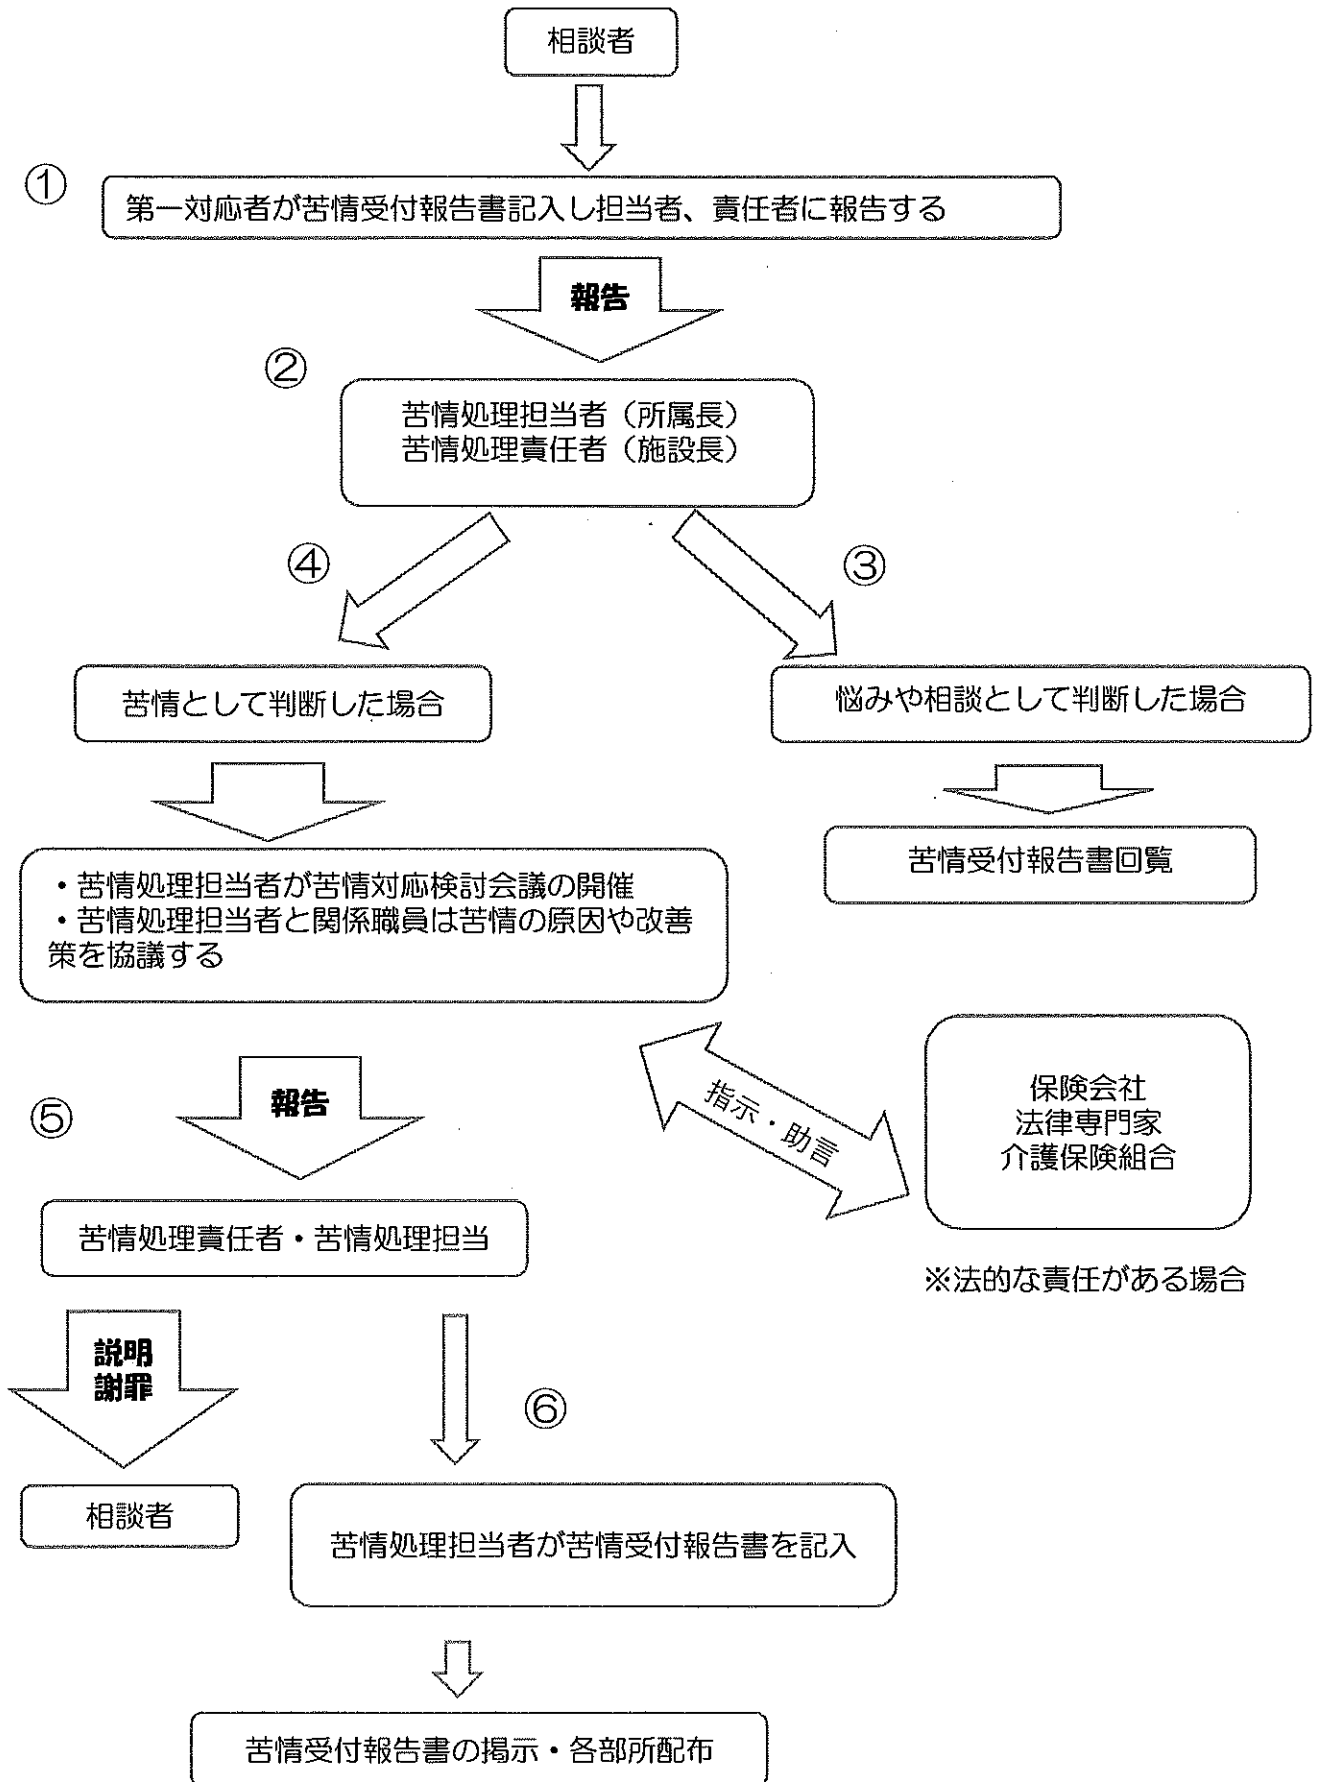 相談者
①
第一対応者が苦情受付報告書記入し担当者、責任者に報告する
報告
②
苦情処理担当者（所属長）
苦情処理責任者（施設長）
④
③
苦情として判断した場合
悩みや相談として判断した場合
苦情受付報告書回覧
・苦情処理担当者が苦情対応検討会議の開催
・苦情処理担当者と関係職員は苦情の原因や改善
策を協議する
指示・助言
保険会社
法律専門家
介護保険組合
※法的な責任がある場合
⑤
報告
苦情処理責任者・苦情処理担当
説明
謝罪
⑥
相談者
苦情処理担当者が苦情受付報告書を記入
苦情受付報告書の掲示・各部所配布